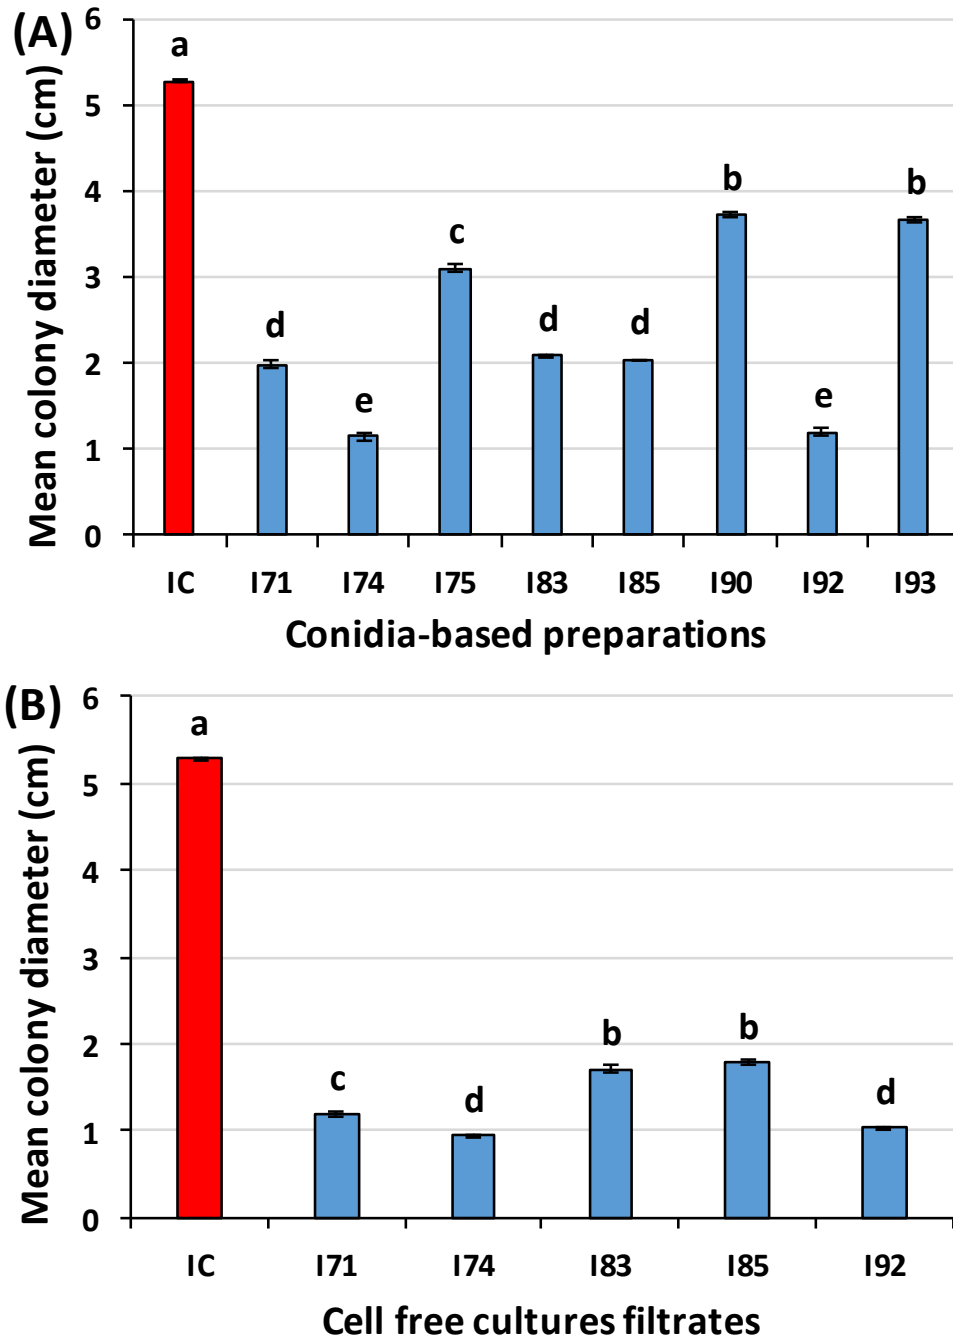 (A)
Mean colony diameter (cm)
6
5
4
3
2
1
0
a
d
e
c
d
d
b
e
b
IC I71 I74 I75 I83 I85 I90 I92 I93
Conidia-based preparations
(B)
Mean colony diameter (cm)
6
5
4
3
2
1
0
a
c
d
b
b
d
IC I71 I74 I83 I85 I92
Cell free cultures filtrates